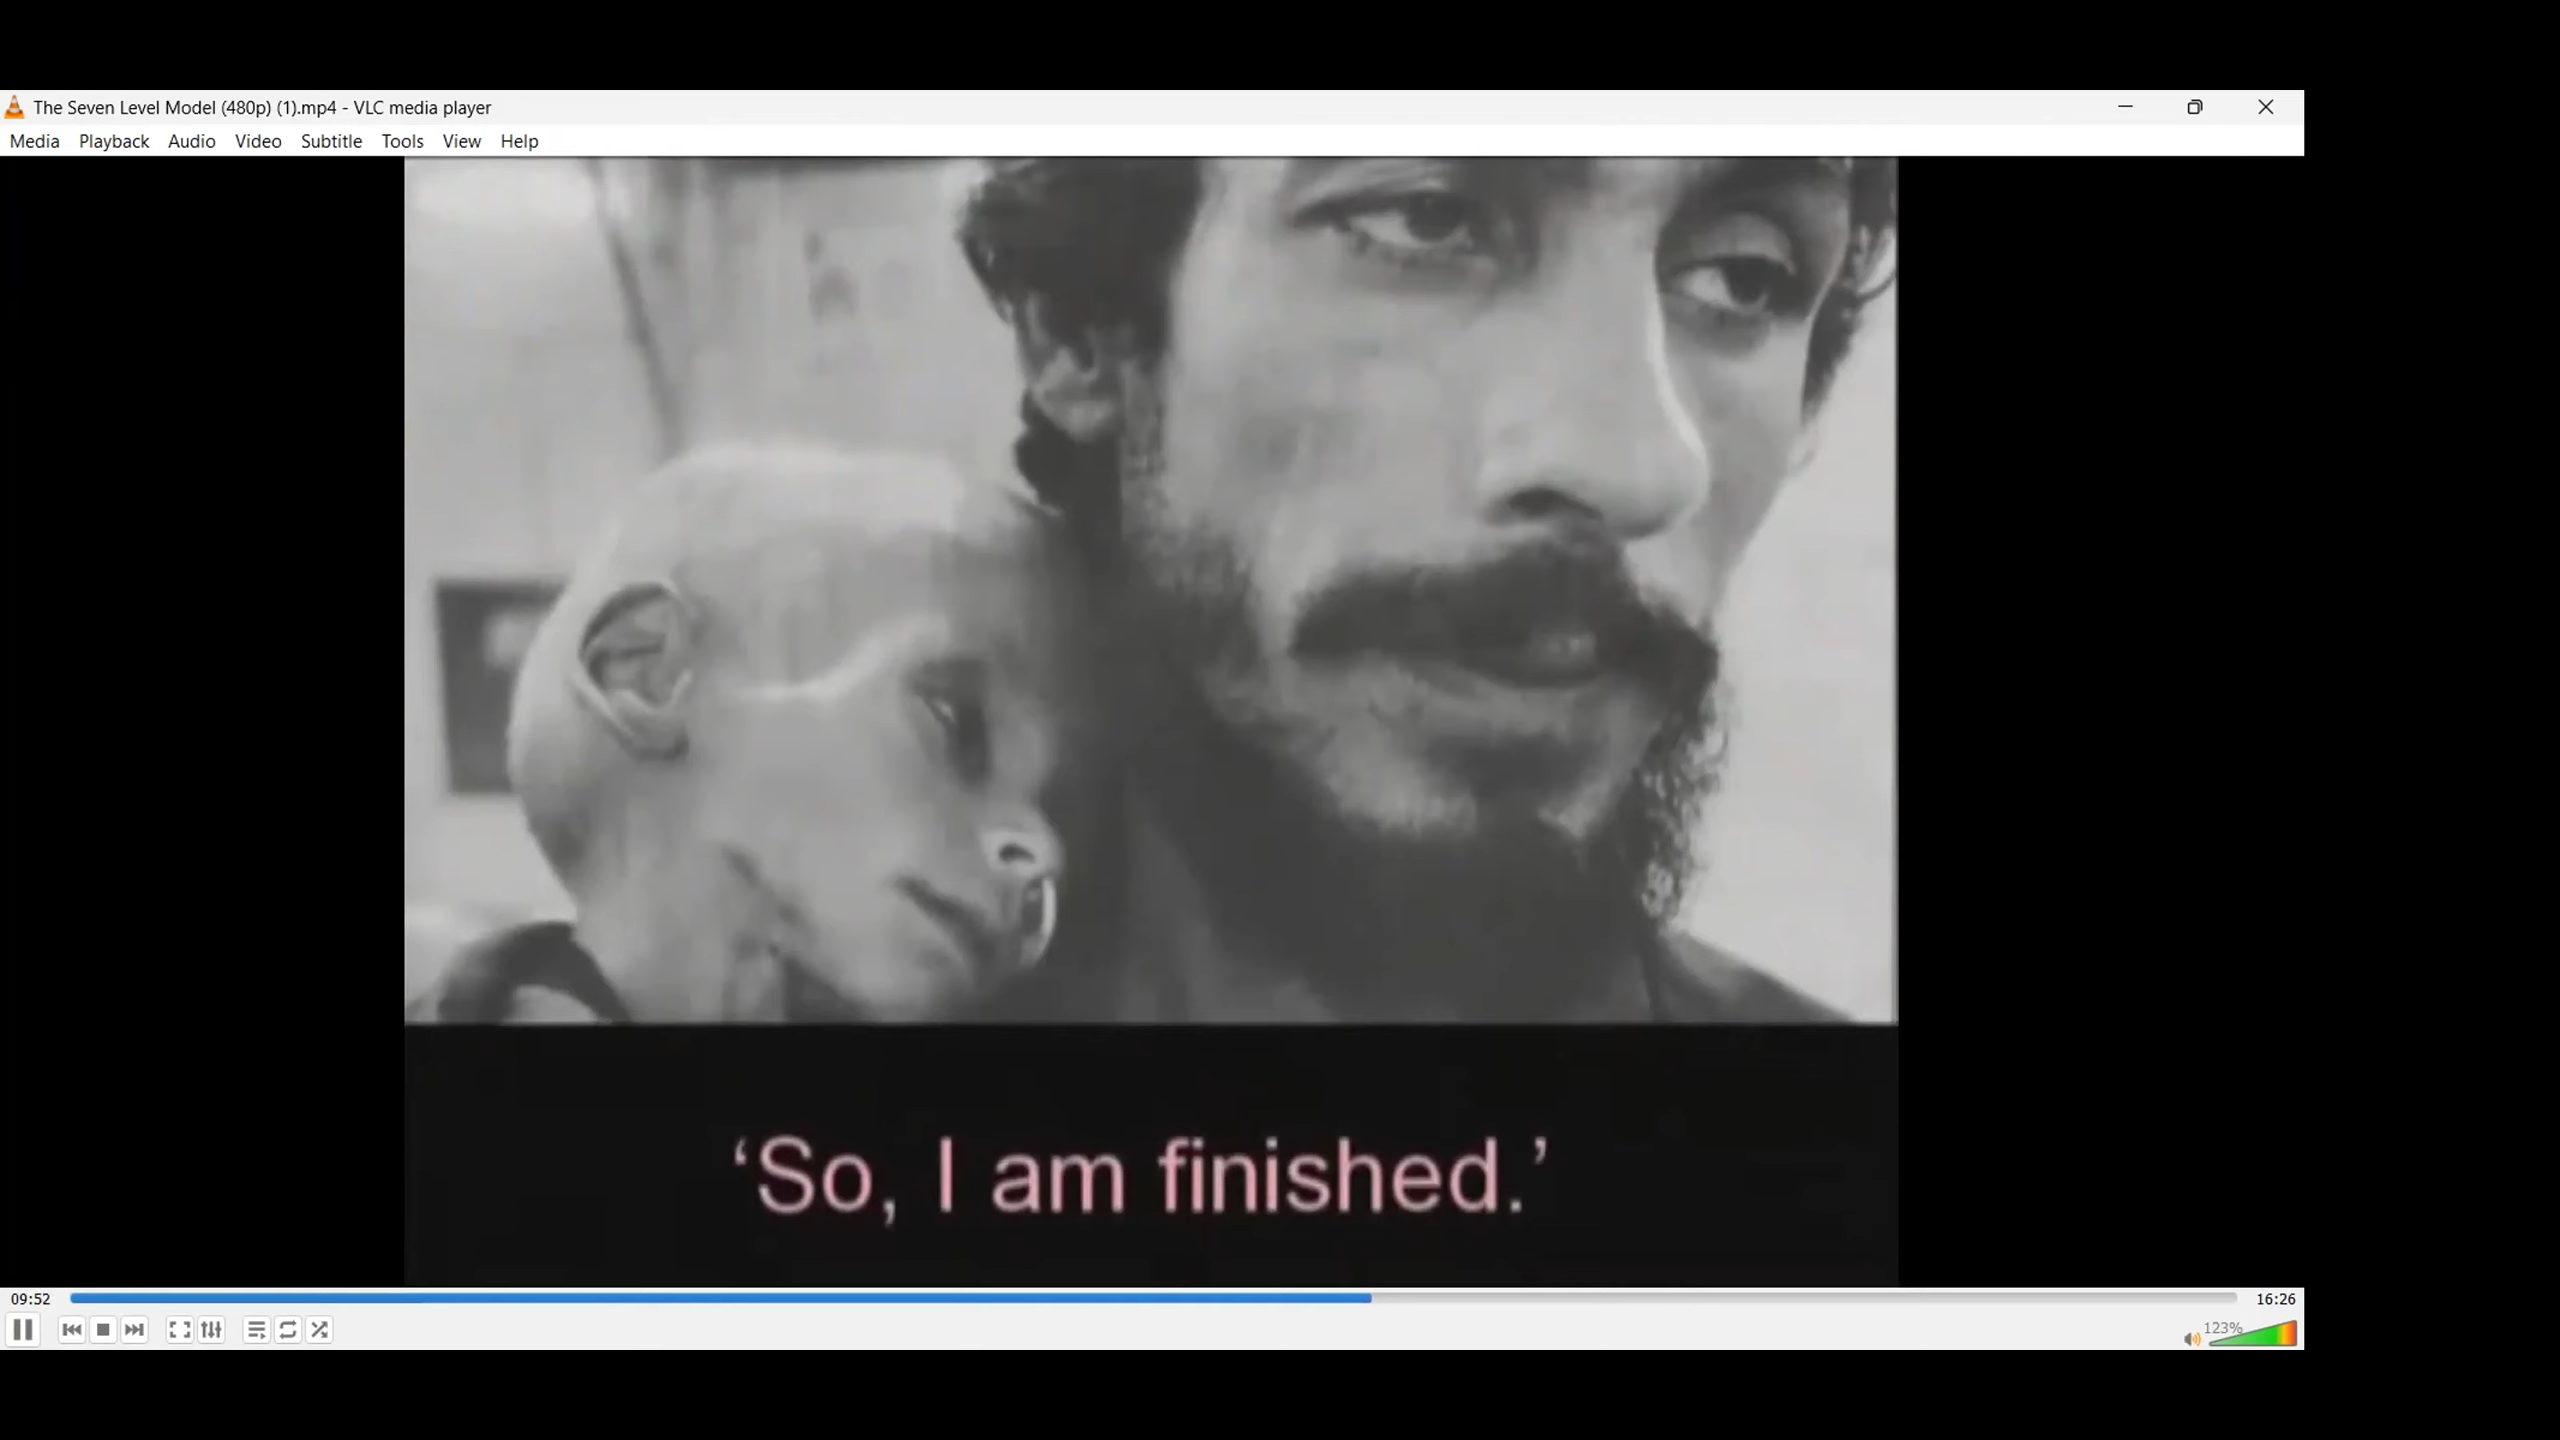 The Seven Level Model (480p) (1).mp4 - VLC media player
Media Playback Audio Video Subtitle Tools View Help
‘So, I am finished.’
09:52 16:26
123%